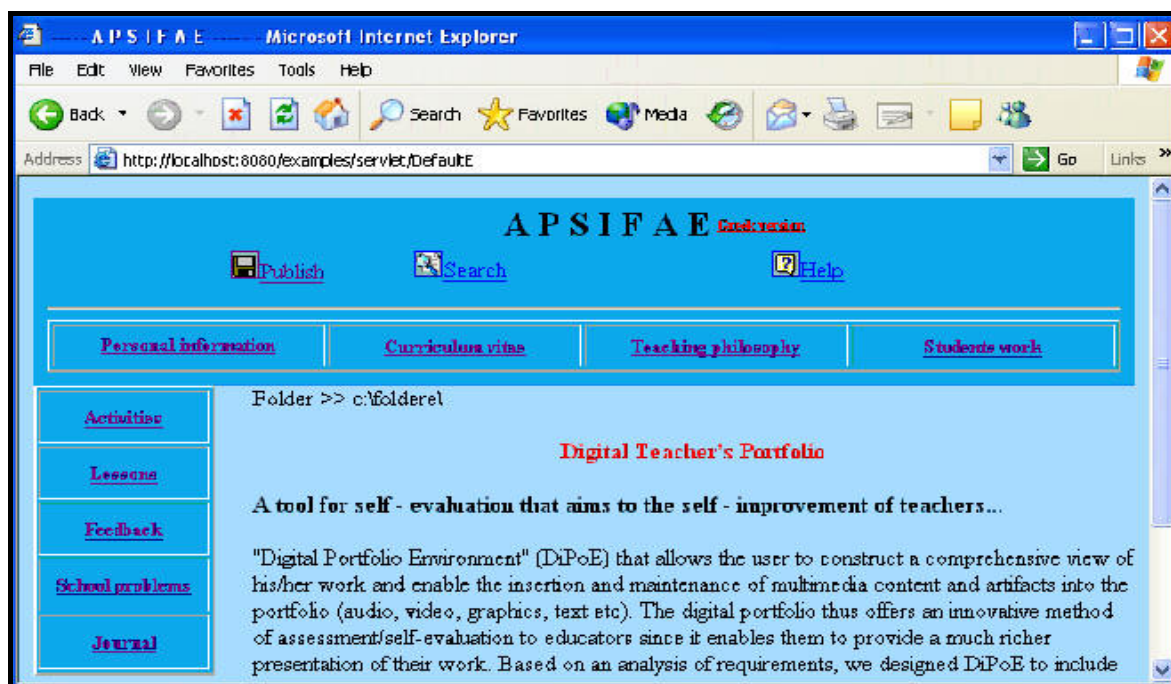 ----- A P S I F A E ------- Microsoft Internet Explorer
File Edit View Favorites Tools Help
Back Search Favorites Media
Address http://localhost:8080/examples/servlet/DefaultE Go Links »
A P S I F A E Greek version
Publish Search Help
Personal information Curriculum vitae Teaching philosophy Students work
Activities
Lessons
Feedback
School problems
Journal
Folder >> c:\foldere\
Digital Teacher's Portfolio
A tool for self - evaluation that aims to the self - improvement of teachers...
"Digital Portfolio Environment" (DiPoE) that allows the user to construct a comprehensive view of
his/her work and enable the insertion and maintenance of multimedia content and artifacts into the
portfolio (audio, video, graphics, text etc). The digital portfolio thus offers an innovative method
of assessment/self-evaluation to educators since it enables them to provide a much richer
presentation of their work. Based on an analysis of requirements, we designed DiPoE to include